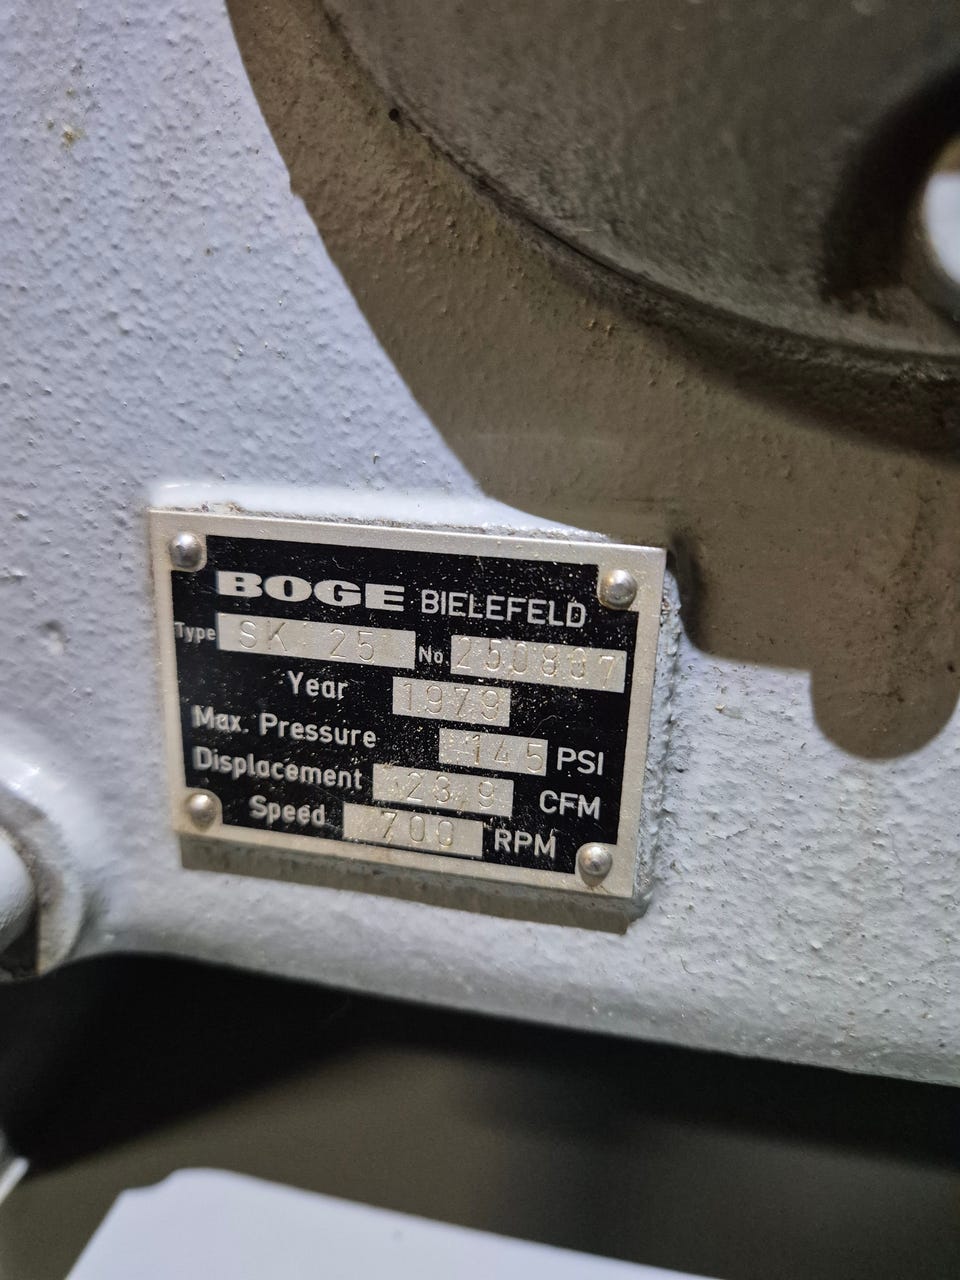 BOGE BIELEFELD
Type SK 25 No. 250837
Year 1979
Max. Pressure 145 PSI
Displacement 23,9 CFM
Speed 700 RPM